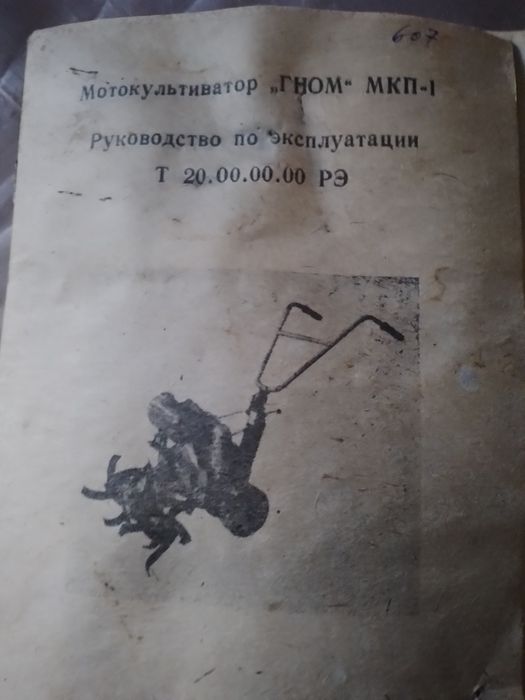 607
Мотокультиватор „ГНОМ“ МКП-1
Руководство по эксплуатации
Т 20.00.00.00 РЭ